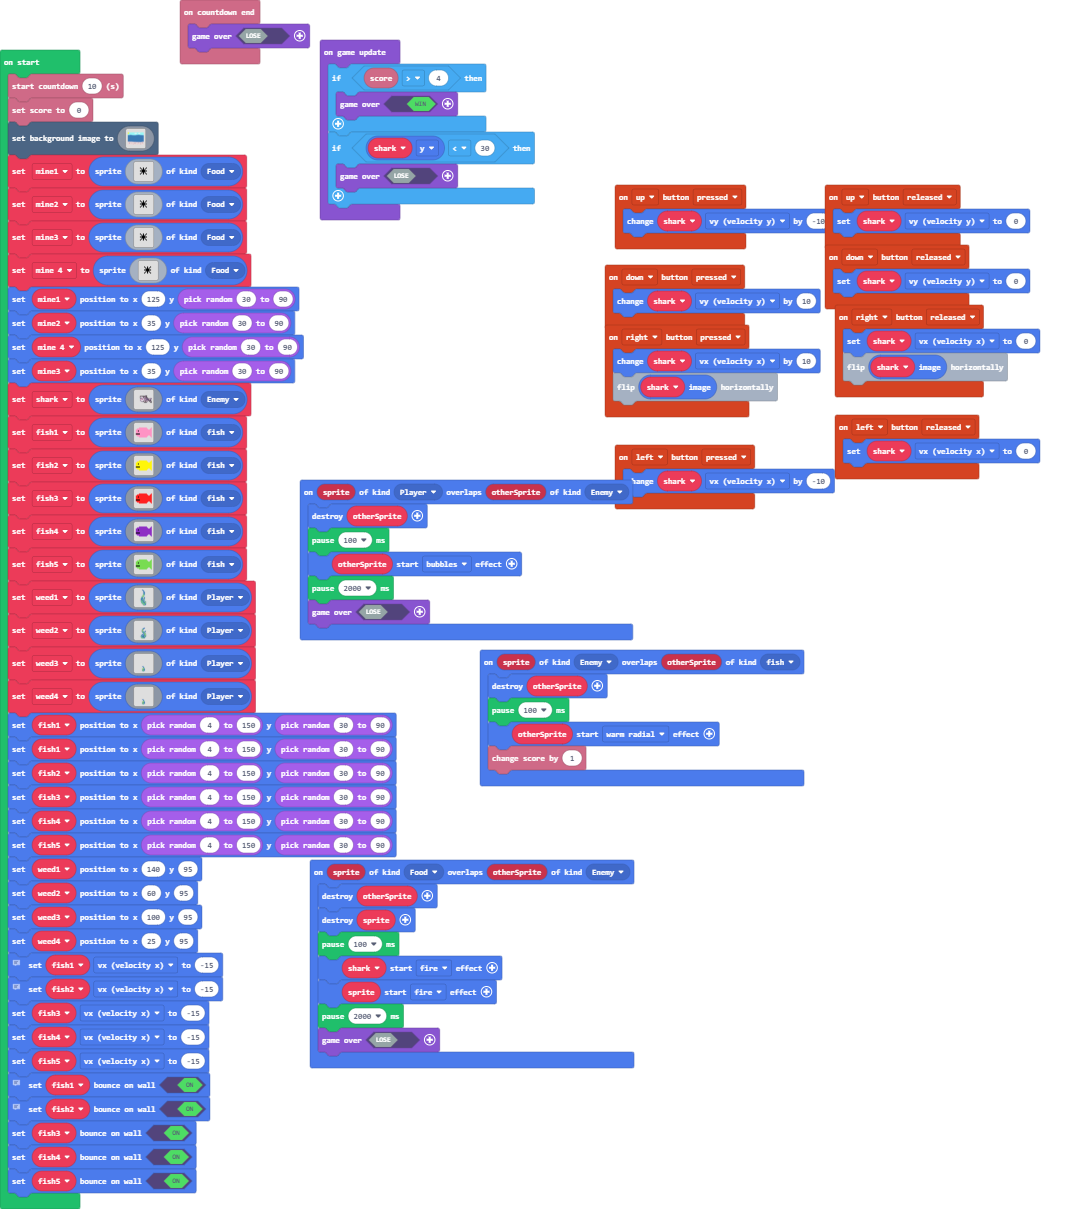 on start
start countdown 10 (s)
set score to 0
set background image to
set mine1 to sprite of kind Food
set mine2 to sprite of kind Food
set mine3 to sprite of kind Food
set mine 4 to sprite of kind Food
set mine1 position to x 125 y pick random 30 to 90
set mine2 position to x 35 y pick random 30 to 90
set mine 4 position to x 125 y pick random 30 to 90
set mine3 position to x 35 y pick random 30 to 90
set shark to sprite of kind Enemy
set fish1 to sprite of kind fish
set fish2 to sprite of kind fish
set fish3 to sprite of kind fish
set fish4 to sprite of kind fish
set fish5 to sprite of kind fish
set weed1 to sprite of kind Player
set weed2 to sprite of kind Player
set weed3 to sprite of kind Player
set weed4 to sprite of kind Player
set fish1 position to x pick random 4 to 150 y pick random 30 to 90
set fish1 position to x pick random 4 to 150 y pick random 30 to 90
set fish2 position to x pick random 4 to 150 y pick random 30 to 90
set fish3 position to x pick random 4 to 150 y pick random 30 to 90
set fish4 position to x pick random 4 to 150 y pick random 30 to 90
set fish5 position to x pick random 4 to 150 y pick random 30 to 90
set weed1 position to x 140 y 95
set weed2 position to x 60 y 95
set weed3 position to x 100 y 95
set weed4 position to x 25 y 95
set fish1 vx (velocity x) to -15
set fish2 vx (velocity x) to -15
set fish3 vx (velocity x) to -15
set fish4 vx (velocity x) to -15
set fish5 vx (velocity x) to -15
set fish1 bounce on wall ON
set fish2 bounce on wall ON
set fish3 bounce on wall ON
set fish4 bounce on wall ON
set fish5 bounce on wall ON
on countdown end
game over LOSE
on game update
if score > 4 then
game over WIN
if shark y < 30 then
game over LOSE
on up button pressed
change shark vy (velocity y) by -10
on down button pressed
change shark vy (velocity y) by 10
on right button pressed
change shark vx (velocity x) by 10
flip shark image horizontally
on left button pressed
hange shark vx (velocity x) by -10
on up button released
set shark vy (velocity y) to 0
on down button released
set shark vy (velocity y) to 0
on right button released
set shark vx (velocity x) to 0
flip shark image horizontally
on left button released
set shark vx (velocity x) to 0
on sprite of kind Player overlaps otherSprite of kind Enemy
destroy otherSprite
pause 100 ms
otherSprite start bubbles effect
pause 2000 ms
game over LOSE
on sprite of kind Enemy overlaps otherSprite of kind fish
destroy otherSprite
pause 100 ms
otherSprite start warm radial effect
change score by 1
on sprite of kind Food overlaps otherSprite of kind Enemy
destroy otherSprite
destroy sprite
pause 100 ms
shark start fire effect
sprite start fire effect
pause 2000 ms
game over LOSE